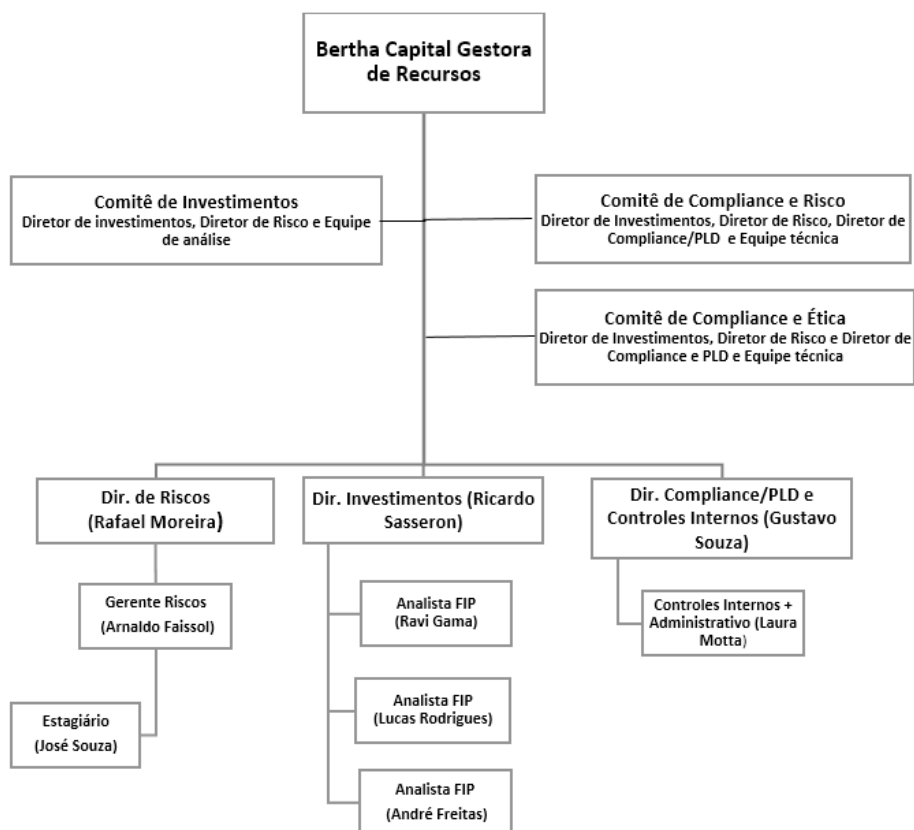 Bertha Capital Gestora
de Recursos
Comitê de Investimentos
Diretor de investimentos, Diretor de Risco e Equipe
de análise
Comitê de Compliance e Risco
Diretor de Investimentos, Diretor de Risco, Diretor de
Compliance/PLD e Equipe técnica
Comitê de Compliance e Ética
Diretor de Investimentos, Diretor de Risco e Diretor de
Compliance e PLD e Equipe técnica
Dir. de Riscos
(Rafael Moreira)
Dir. Investimentos (Ricardo
Sasseron)
Dir. Compliance/PLD e
Controles Internos (Gustavo
Souza)
Gerente Riscos
(Arnaldo Faissol)
Analista FIP
(Ravi Gama)
Controles Internos +
Administrativo (Laura
Motta)
Estagiário
(José Souza)
Analista FIP
(Lucas Rodrigues)
Analista FIP
(André Freitas)